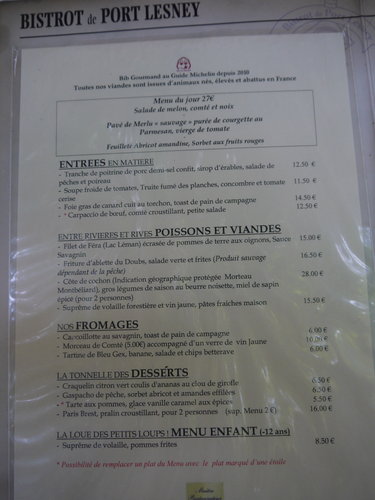 BISTROT de PORT LESNEY
Bib Gourmand au Guide Michelin depuis 2010
Toutes nos viandes sont issues d'animaux nés, élevés et abattus en France
Menu du jour 27€
Salade de melon, comté et noix
-
Pavé de Merlu « sauvage » purée de courgette au
Parmesan, vierge de tomate
-
Feuilleté Abricot amandine, Sorbet aux fruits rouges
ENTREES EN MATIERE
- Tranche de poitrine de porc demi-sel confit, sirop d'érables, salade de 12.50 €
pêches et poireau
- Soupe froide de tomates, Truite fumé des planches, concombre et tomate 11.50 €
cerise
- Foie gras de canard cuit au torchon, toast de pain de campagne 14.50 €
- * Carpaccio de bœuf, comté croustillant, petite salade 12.50 €
ENTRE RIVIERES ET RIVES POISSONS ET VIANDES
- Filet de Féra (Lac Léman) écrasée de pommes de terre aux oignons, Sauce 15.00 €
Savagnin
- Friture d'ablette du Doubs, salade verte et frites (Produit sauvage 16.50 €
dépendant de la pêche)
- Côte de cochon (Indication géographique protégée Morteau 28.00 €
Montbéliard), gros légumes de saison au beurre noisette, miel de sapin
épice (pour 2 personnes)
- Suprême de volaille forestière et vin jaune, pâtes fraîches maison 15.50 €
NOS FROMAGES
- Cancoillotte au savagnin, toast de pain de campagne 6.00 €
- Morceau de Comté (5.00€) accompagné d'un verre de vin Jaune 10.00 €
- Tartine de Bleu Gex, banane, salade et chips betterave 6.00 €
LA TONNELLE DES DESSERTS
- Craquelin citron vert coulis d'ananas au clou de girofle 6.50 €
- Gaspacho de pêche, sorbet abricot et amandes effilées 6.50 €
- * Tarte aux pommes, glaco vanille caramel aux épices 5.50 €
- Paris Brest, pralin croustillant, pour 2 personnes (sup. Menu 2 €) 16,00 €
LA LOUE DES PETITS LOUPS ! MENU ENFANT (-12 ans)
- Suprême de volaille, pommes frites 8.50 €
* Possibilité de remplacer un plat du Menu avec le plat marqué d'une étoile
Maître